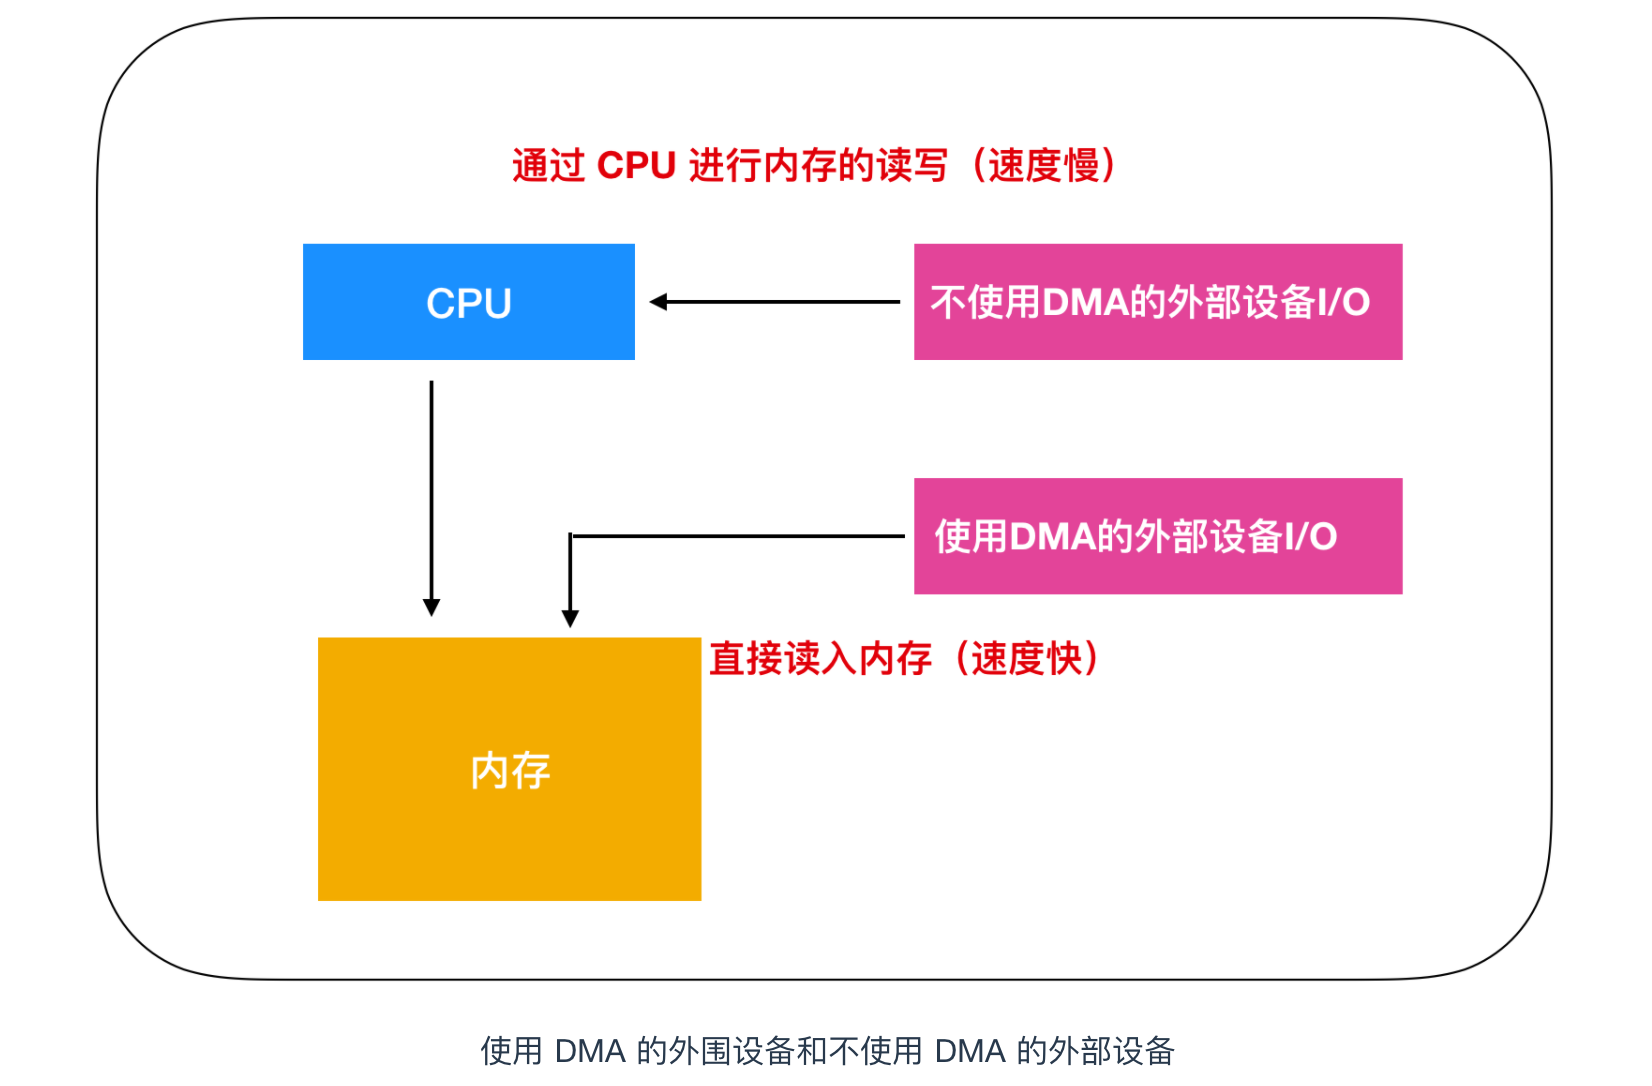 通过 CPU 进行内存的读写（速度慢）
CPU
不使用DMA的外部设备I/O
使用DMA的外部设备I/O
直接读入内存（速度快）
内存
使用 DMA 的外围设备和不使用 DMA 的外部设备